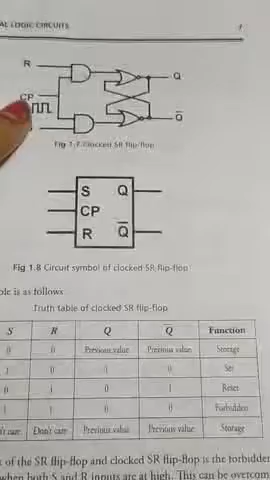 AL LOGIC CIRCUITS 7
R
Q
CP
Q̅
Fig 1.7 Clocked SR flip-flop
S Q
CP
R Q̅
Fig 1.8 Circuit symbol of clocked SR flip-flop
ble is as follows
Truth table of clocked SR flip-flop
S R Q Q̅ Function
0 0 Previous value Previous value Storage
1 0 1 0 Set
0 1 0 1 Reset
1 1 0 0 Forbidden
n't care Don't care Previous value Previous value Storage
k of the SR flip-flop and clocked SR flip-flop is the forbidden
when both S and R inputs are at high. This can be overcom